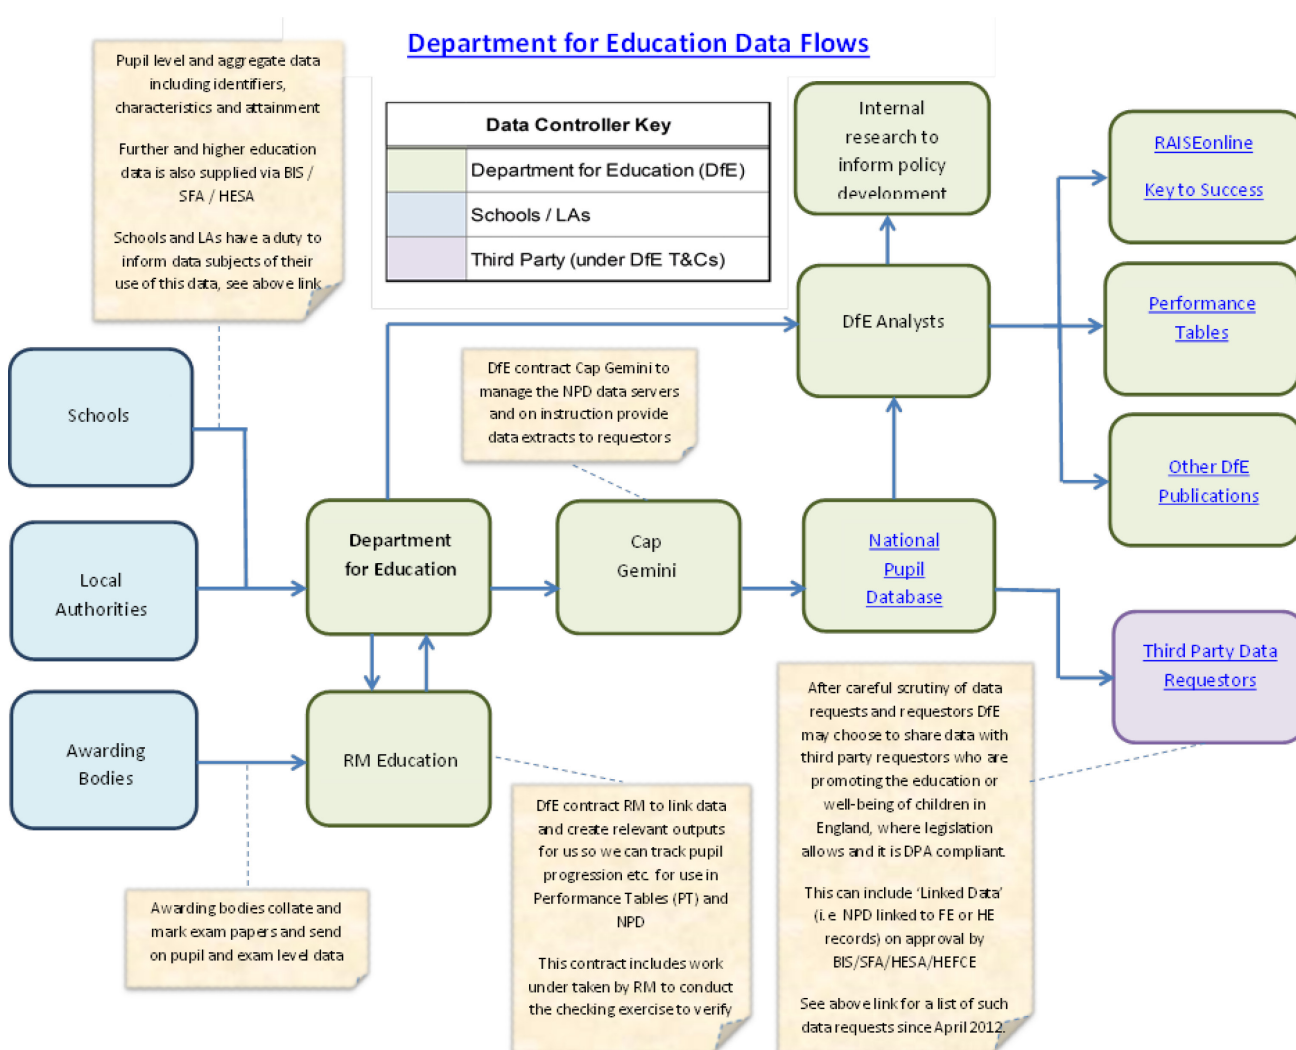 Department for Education Data Flows
Pupil level and aggregate data
including identifiers,
characteristics and attainment
Further and higher education
data is also supplied via BIS /
SFA / HESA
Schools and LAs have a duty to
inform data subjects of their
use of this data, see above link
Data Controller Key
Department for Education (DfE)
Schools / LAs
Third Party (under DfE T&Cs)
Internal
research to
inform policy
development
RAISEonline
Key to Success
DfE Analysts
Performance
Tables
Other DfE
Publications
DfE contract Cap Gemini to
manage the NPD data servers
and on instruction provide
data extracts to requestors
Schools
Local
Authorities
Department
for Education
Cap
Gemini
National
Pupil
Database
Third Party Data
Requestors
Awarding
Bodies
RM Education
After careful scrutiny of data
requests and requestors DfE
may choose to share data with
third party requestors who are
promoting the education or
well-being of children in
England, where legislation
allows and it is DPA compliant.
This can include ‘Linked Data’
(i.e NPD linked to FE or HE
records) on approval by
BIS/SFA/HESA/HEFCE
See above link for a list of such
data requests since April 2012.
DfE contract RM to link data
and create relevant outputs
for us so we can track pupil
progression etc. for use in
Performance Tables (PT) and
NPD
This contract includes work
under taken by RM to conduct
the checking exercise to verify
Awarding bodies collate and
mark exam papers and send
on pupil and exam level data